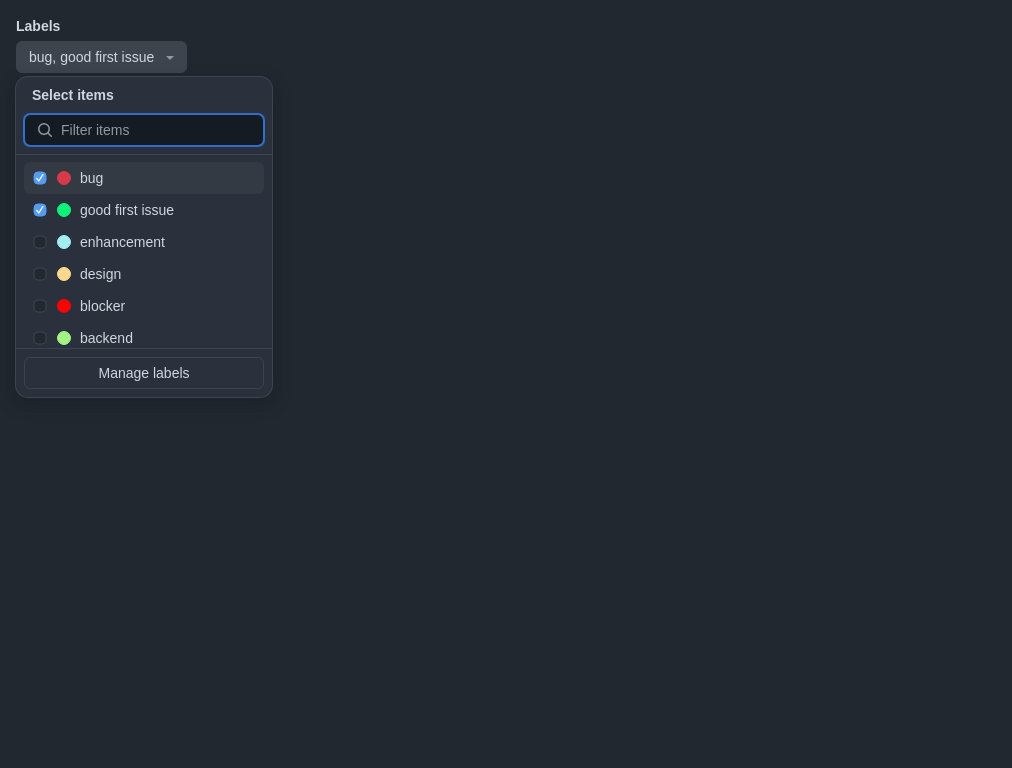 Labels
bug, good first issue
Select items
Filter items
bug
good first issue
enhancement
design
blocker
backend
Manage labels